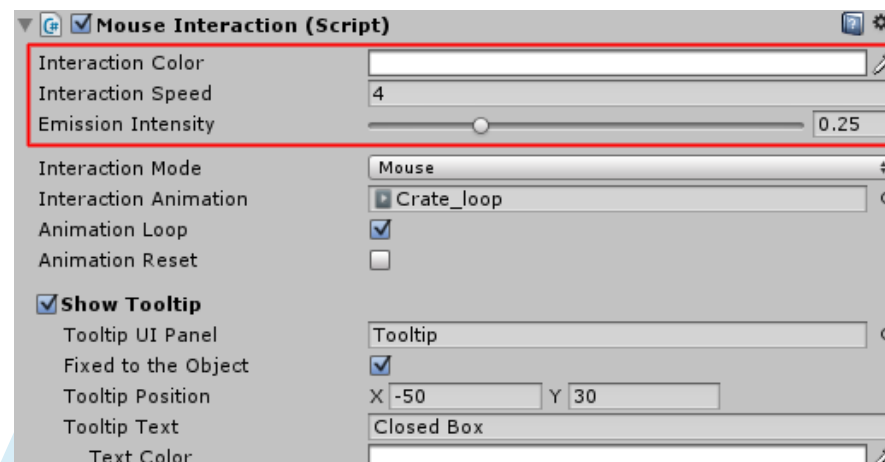 Mouse Interaction (Script)
Interaction Color
Interaction Speed 4
Emission Intensity 0.25
Interaction Mode Mouse
Interaction Animation Crate_loop
Animation Loop
Animation Reset
Show Tooltip
Tooltip UI Panel Tooltip
Fixed to the Object
Tooltip Position X -50 Y 30
Tooltip Text Closed Box
Text Color